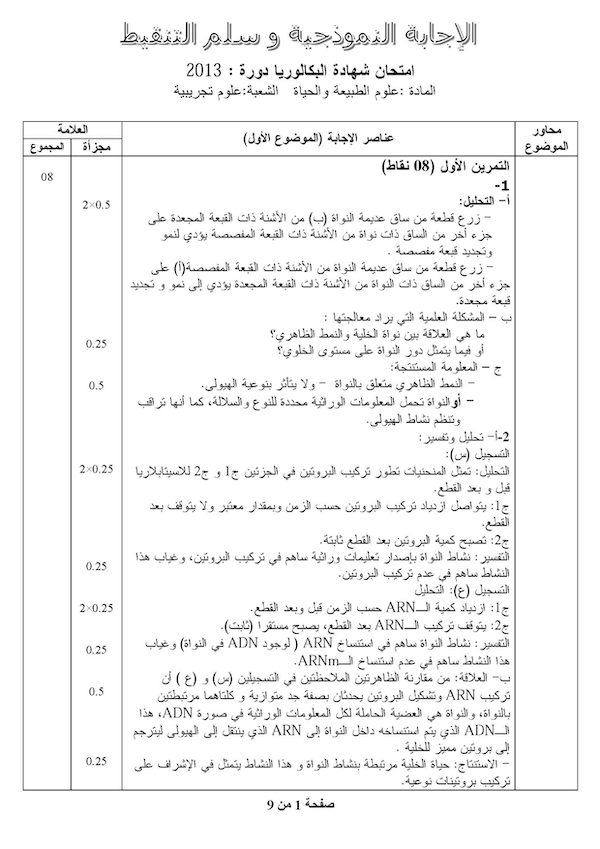 الإجابة النموذجية و سلم التنقيط
امتحان شهادة البكالوريا دورة : 2013
المادة :علوم الطبيعة والحياة الشعبة:علوم تجريبية
محاور الموضوع
عناصر الإجابة (الموضوع الأول)
العلامة
مجزأة
المجموع
التمرين الأول (08 نقاط)
08
1-
أ- التحليل:
2×0.5
- زرع قطعة من ساق عديمة النواة (ب) من الأشنة ذات القبعة المجعدة على
جزء أخر من الساق ذات نواة من الأشنة ذات القبعة المفصصة يؤدي لنمو
وتجديد قبعة مفصصة .
- زرع قطعة من ساق عديمة النواة من الأشنة ذات القبعة المفصصة(أ) على
جزء أخر من الساق ذات النواة من الأشنة ذات القبعة المجعدة يؤدي إلى نمو و تجديد
قبعة مجعدة.
ب – المشكلة العلمية التي يراد معالجتها :
ما هي العلاقة بين نواة الخلية والنمط الظاهري؟
0.25
أو فيما يتمثل دور النواة على مستوى الخلوي؟
ج – المعلومة المستنتجة:
- النمط الظاهري متعلق بالنواة - ولا يتأثر بنوعية الهيولى.
0.5
- أوالنواة تحمل المعلومات الوراثية محددة للنوع والسلالة، كما أنها تراقب
وتنظم نشاط الهيولى.
2-أ- تحليل وتفسير:
التسجيل (س):
التحليل: تمثل المنحنيات تطور تركيب البروتين في الجزئين ج1 و ج2 للاسيتابلاريا
2×0.25
قبل و بعد القطع.
ج1: يتواصل ازدياد تركيب البروتين حسب الزمن وبمقدار معتبر ولا يتوقف بعد
القطع.
ج2: تصبح كمية البروتين بعد القطع ثابتة.
التفسير: نشاط النواة بإصدار تعليمات وراثية ساهم في تركيب البروتين، وغياب هذا
0.25
النشاط ساهم في عدم تركيب البروتين.
التسجيل (ع): التحليل
ج1: ازدياد كمية الــARN حسب الزمن قبل وبعد القطع.
2×0.25
ج2: يتوقف تركيب الــARN بعد القطع، يصبح مستقرا (ثابت).
التفسير: نشاط النواة ساهم في استنساخ ARN ( لوجود ADN في النواة) وغياب
0.25
هذا النشاط ساهم في عدم استنساخ الــARNm.
ب- العلاقة: من مقارنة الظاهرتين الملاحظتين في التسجيلين (س) و (ع ) أن
تركيب ARN وتشكيل البروتين يحدثان بصفة جد متوازية و كلتاهما مرتبطتين
0.5
بالنواة، والنواة هي العضية الحاملة لكل المعلومات الوراثية في صورة ADN، هذا
الــADN الذي يتم استنساخه داخل النواة إلى ARN الذي ينتقل إلى الهيولى ليترجم
إلى بروتين مميز للخلية .
- الاستنتاج: حياة الخلية مرتبطة بنشاط النواة و هذا النشاط يتمثل في الإشراف على
0.25
تركيب بروتينات نوعية.
صفحة 1 من 9